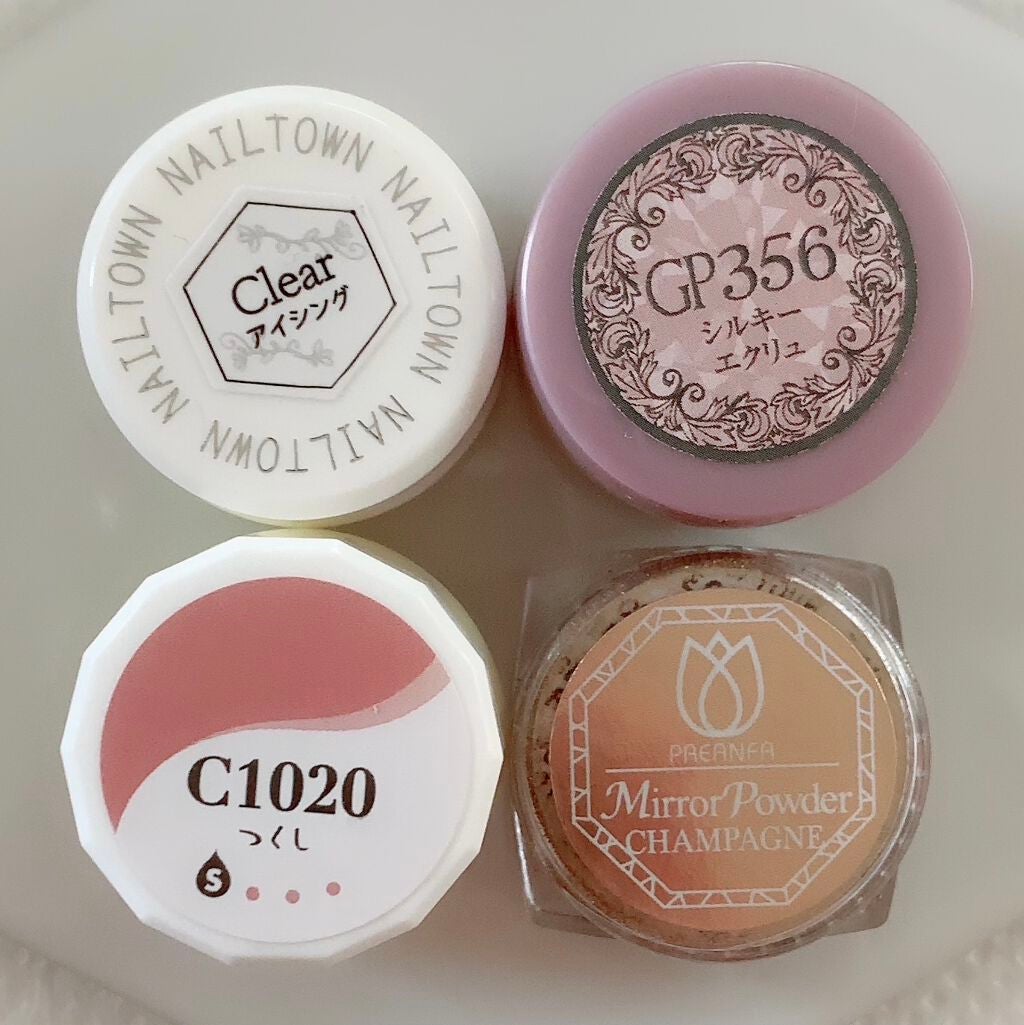 NAILTOWN NAILTOWN NAILTOWN NAILTOWN NAILTOWN
Clear
アイシング
GP356
シルキー
エクリュ
C1020
つくし
S
PREANFA
Mirror Powder
CHAMPAGNE